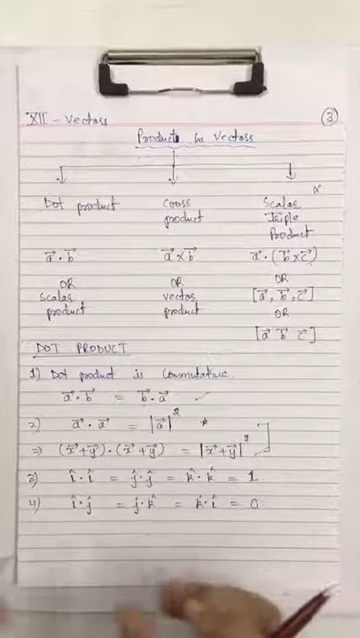 XII - Vectors (3)
Products in Vectors
Dot product Cross product Scalar Triple Product
a⃗ · b⃗ a⃗ × b⃗ a⃗ · (b⃗ × c⃗)
OR OR OR
scalar product vector product [a⃗, b⃗, c⃗]
OR
[a⃗ b⃗ c⃗]
DOT PRODUCT
1) Dot product is Commutative.
a⃗ · b⃗ = b⃗ · a⃗
2) a⃗ · a⃗ = |a⃗|²
⇒ (x⃗+y⃗) · (x⃗+y⃗) = |x⃗+y⃗|²
3) î · î = ĵ · ĵ = k̂ · k̂ = 1
4) î · ĵ = ĵ · k̂ = k̂ · î = 0